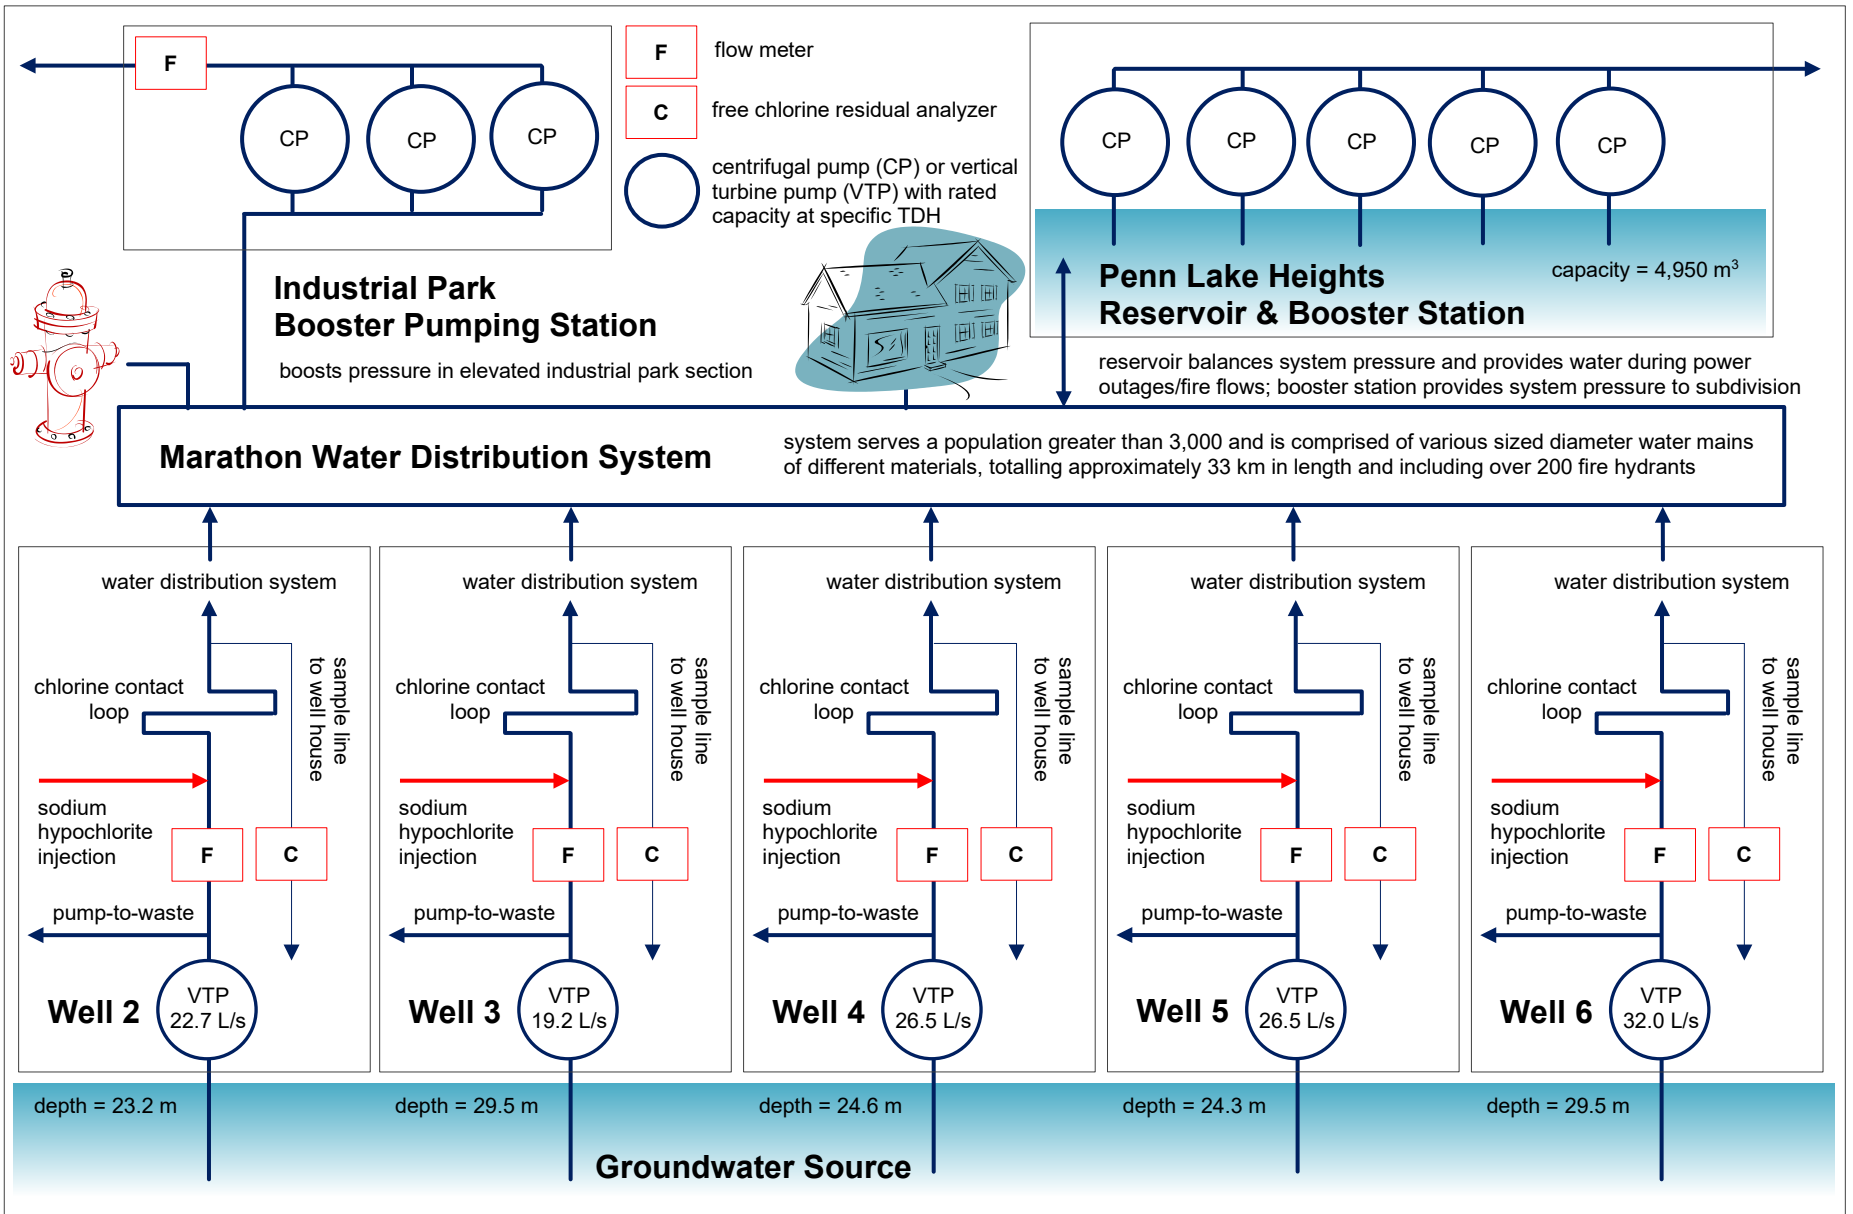 F
CP
CP
CP
F
flow meter
C
free chlorine residual analyzer
centrifugal pump (CP) or vertical
turbine pump (VTP) with rated
capacity at specific TDH
CP
CP
CP
CP
CP
Industrial Park
Booster Pumping Station
boosts pressure in elevated industrial park section
capacity = 4,950 m³
Penn Lake Heights
Reservoir & Booster Station
reservoir balances system pressure and provides water during power
outages/fire flows; booster station provides system pressure to subdivision
Marathon Water Distribution System
system serves a population greater than 3,000 and is comprised of various sized diameter water mains
of different materials, totalling approximately 33 km in length and including over 200 fire hydrants
water distribution system
sample line
to well house
chlorine contact
loop
sodium
hypochlorite
injection
F
C
pump-to-waste
Well 2
VTP
22.7 L/s
depth = 23.2 m
water distribution system
sample line
to well house
chlorine contact
loop
sodium
hypochlorite
injection
F
C
pump-to-waste
Well 3
VTP
19.2 L/s
depth = 29.5 m
water distribution system
sample line
to well house
chlorine contact
loop
sodium
hypochlorite
injection
F
C
pump-to-waste
Well 4
VTP
26.5 L/s
depth = 24.6 m
water distribution system
sample line
to well house
chlorine contact
loop
sodium
hypochlorite
injection
F
C
pump-to-waste
Well 5
VTP
26.5 L/s
depth = 24.3 m
water distribution system
sample line
to well house
chlorine contact
loop
sodium
hypochlorite
injection
F
C
pump-to-waste
Well 6
VTP
32.0 L/s
depth = 29.5 m
Groundwater Source